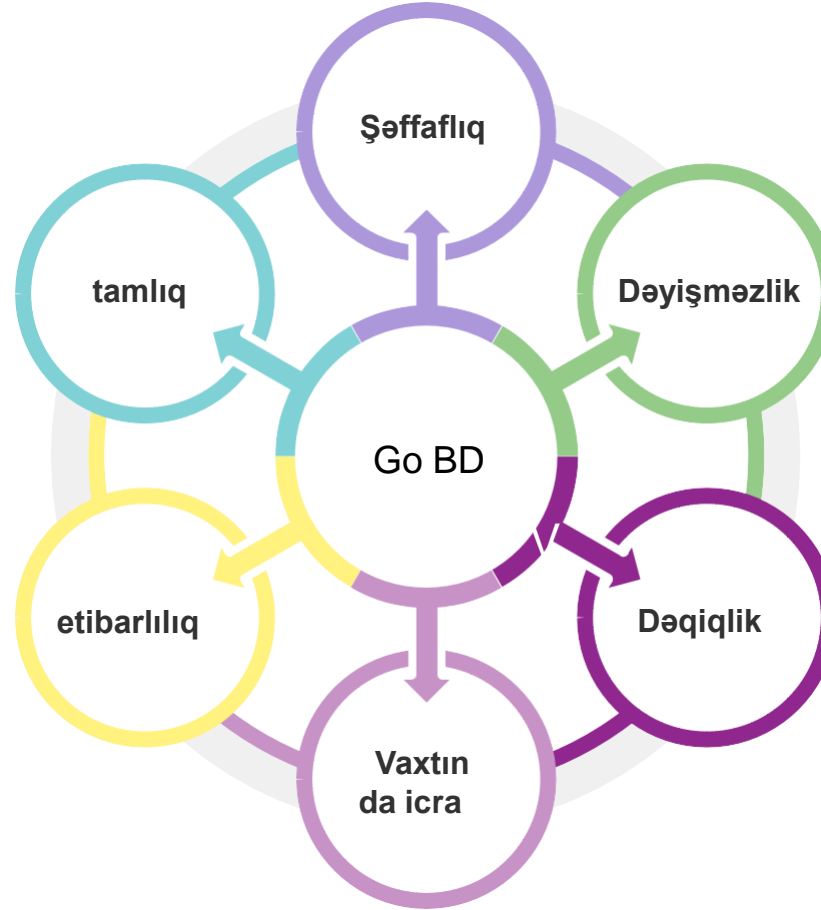 Şəffaflıq
tamlıq
Dəyişməzlik
Go BD
etibarlılıq
Dəqiqlik
Vaxtın
da icra